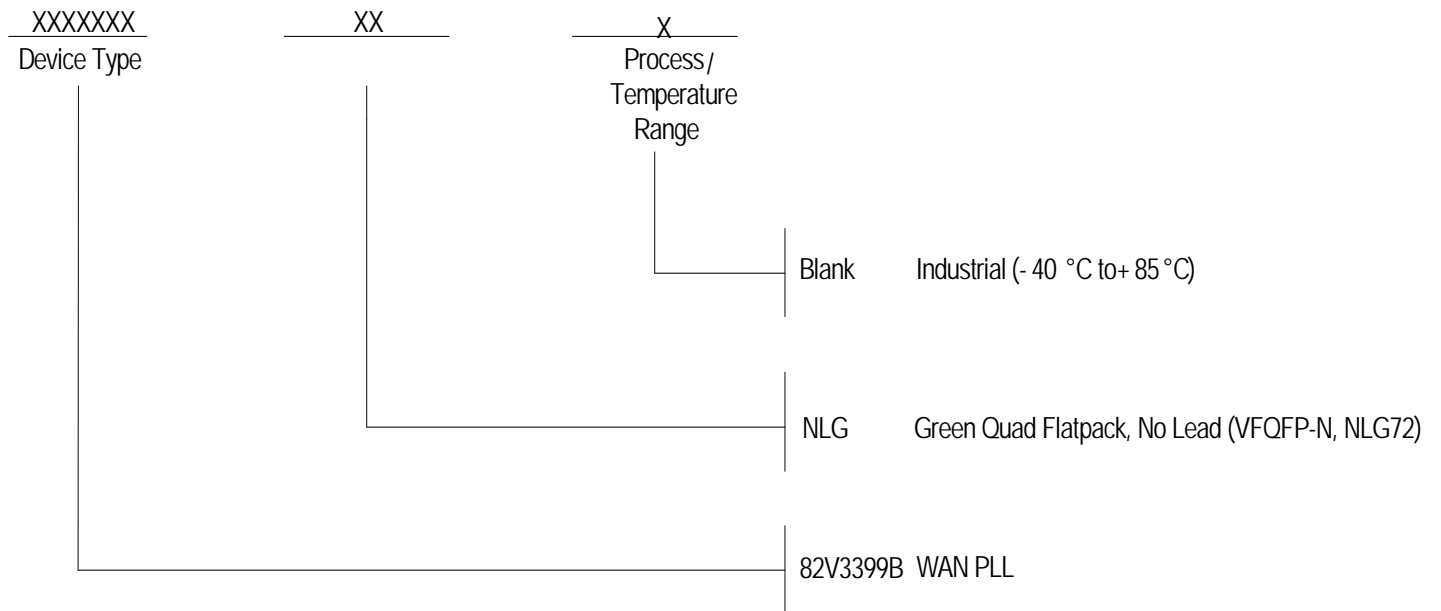 XXXXXXX XX X
Device Type
Process/
Temperature
Range
Blank Industrial (- 40 °C to+ 85 °C)
NLG Green Quad Flatpack, No Lead (VFQFP-N, NLG72)
82V3399B WAN PLL